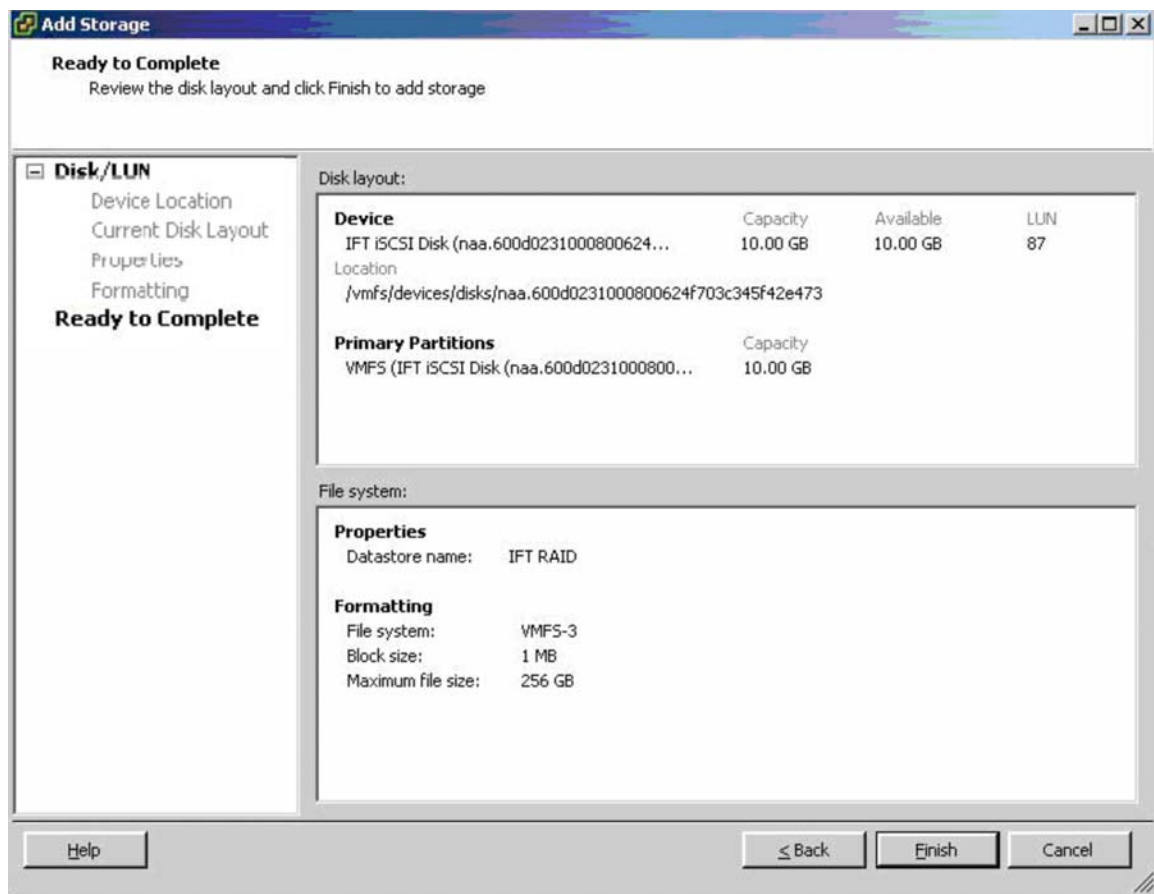 Add Storage
Ready to Complete
Review the disk layout and click Finish to add storage
Disk/LUN
Device Location
Current Disk Layout
Properties
Formatting
Ready to Complete
Disk layout:
Device Capacity Available LUN
IFT iSCSI Disk (naa.600d0231000800624... 10.00 GB 10.00 GB 87
Location
/vmfs/devices/disks/naa.600d0231000800624f703c345f42e473
Primary Partitions Capacity
VMFS (IFT iSCSI Disk (naa.600d0231000800... 10.00 GB
File system:
Properties
Datastore name: IFT RAID
Formatting
File system: VMFS-3
Block size: 1 MB
Maximum file size: 256 GB
Help
< Back Finish Cancel